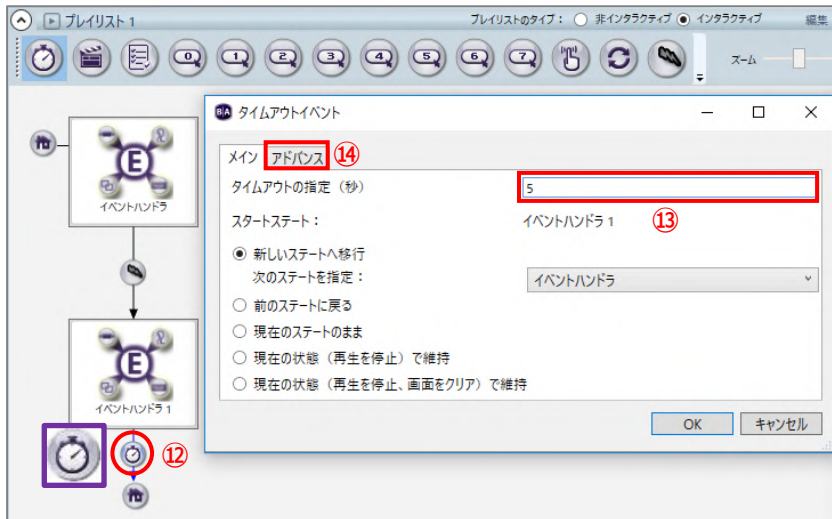 プレイリスト 1
プレイリストのタイプ： 非インタラクティブ インタラクティブ 編集
0 1 2 3 4 5 6 7
ズーム
E
イベントハンドラ
E
イベントハンドラ 1
⑫
B|A タイムアウトイベント
メイン アドバンス ⑭
タイムアウトの指定（秒） 5
スタートステート： イベントハンドラ 1 ⑬
新しいステートへ移行
次のステートを指定： イベントハンドラ
前のステートに戻る
現在のステートのまま
現在の状態（再生を停止）で維持
現在の状態（再生を停止、画面をクリア）で維持
OK キャンセル